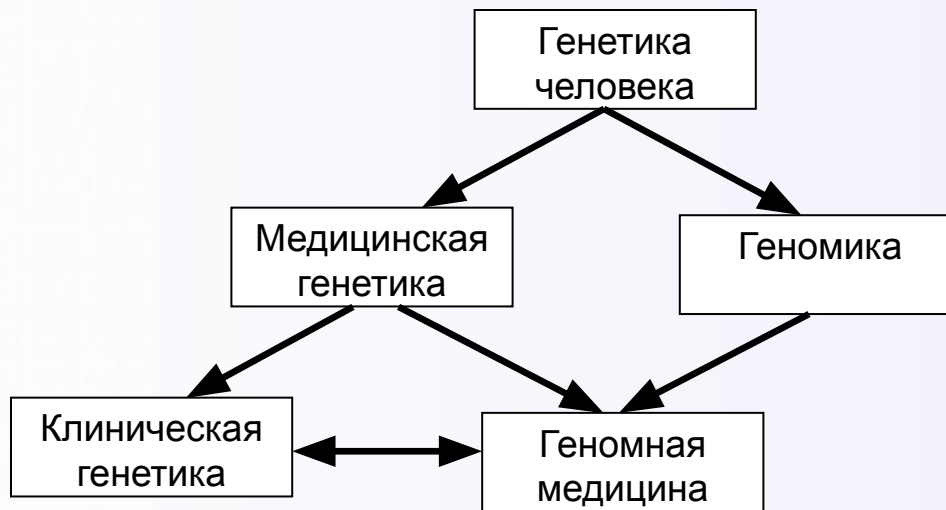 Генетика
человека
Медицинская
генетика
Геномика
Клиническая
генетика
Геномная
медицина